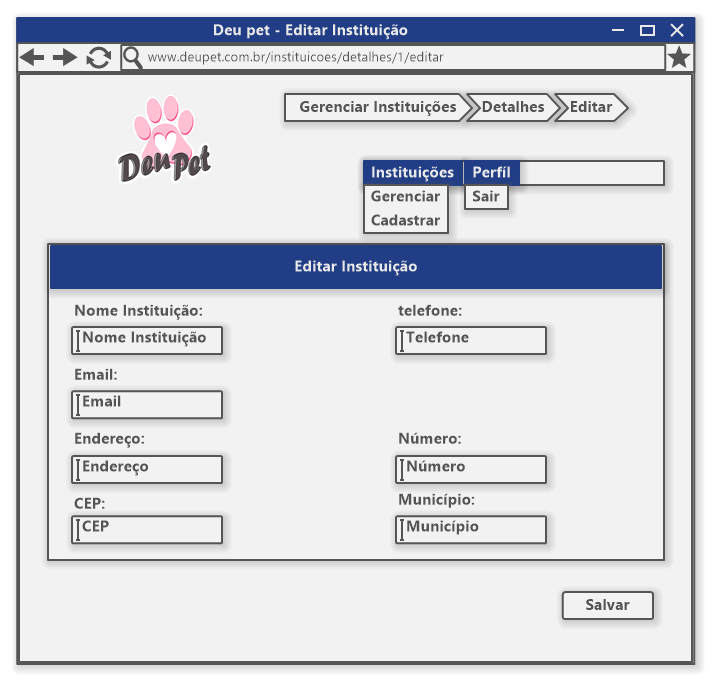 Deu pet - Editar Instituição
www.deupet.com.br/instituicoes/detalhes/1/editar
Deu Pet
Gerenciar Instituições Detalhes Editar
Instituições Perfíl
Gerenciar Sair
Cadastrar
Editar Instituição
Nome Instituição: telefone:
Nome Instituição Telefone
Email:
Email
Endereço: Número:
Endereço Número
CEP: Município:
CEP Município
Salvar